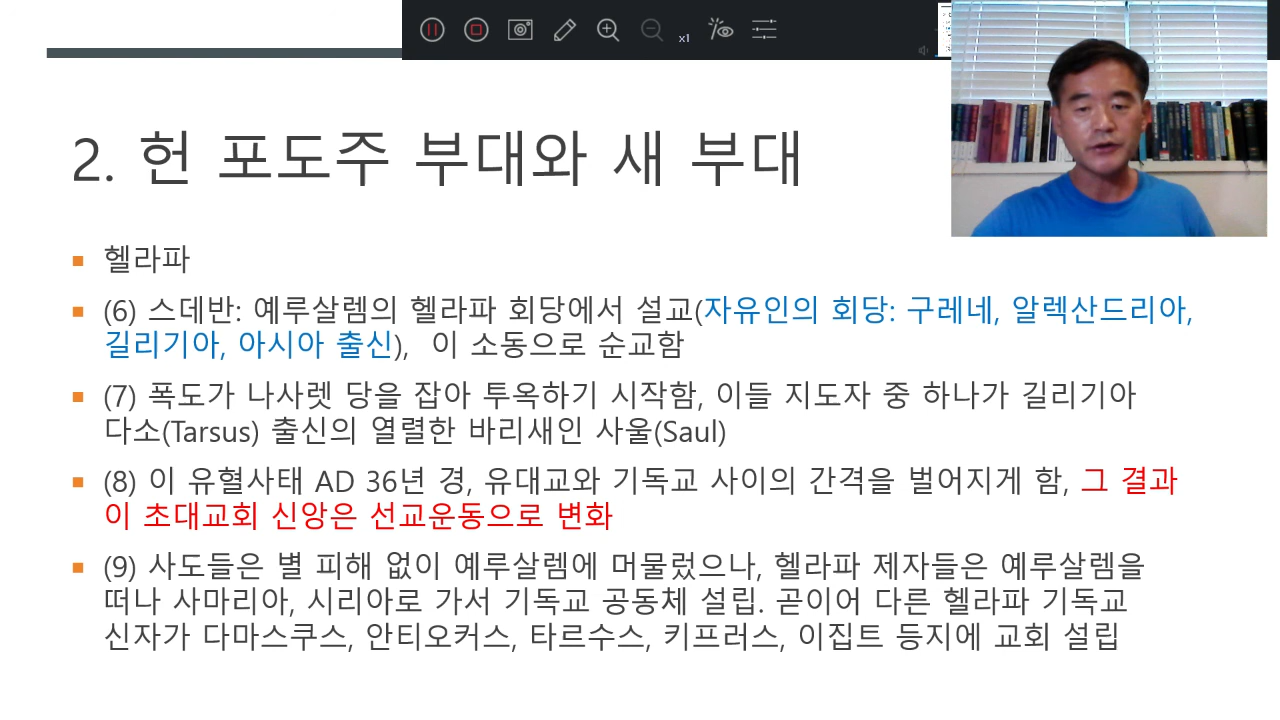 x1
2. 헌 포도주 부대와 새 부대
헬라파
(6) 스데반: 예루살렘의 헬라파 회당에서 설교(자유인의 회당: 구레네, 알렉산드리아,
길리기아, 아시아 출신), 이 소동으로 순교함
(7) 폭도가 나사렛 당을 잡아 투옥하기 시작함, 이들 지도자 중 하나가 길리기아
다소(Tarsus) 출신의 열렬한 바리새인 사울(Saul)
(8) 이 유혈사태 AD 36년 경, 유대교와 기독교 사이의 간격을 벌어지게 함, 그 결과
이 초대교회 신앙은 선교운동으로 변화
(9) 사도들은 별 피해 없이 예루살렘에 머물렀으나, 헬라파 제자들은 예루살렘을
떠나 사마리아, 시리아로 가서 기독교 공동체 설립. 곧이어 다른 헬라파 기독교
신자가 다마스쿠스, 안티오커스, 타르수스, 키프러스, 이집트 등지에 교회 설립